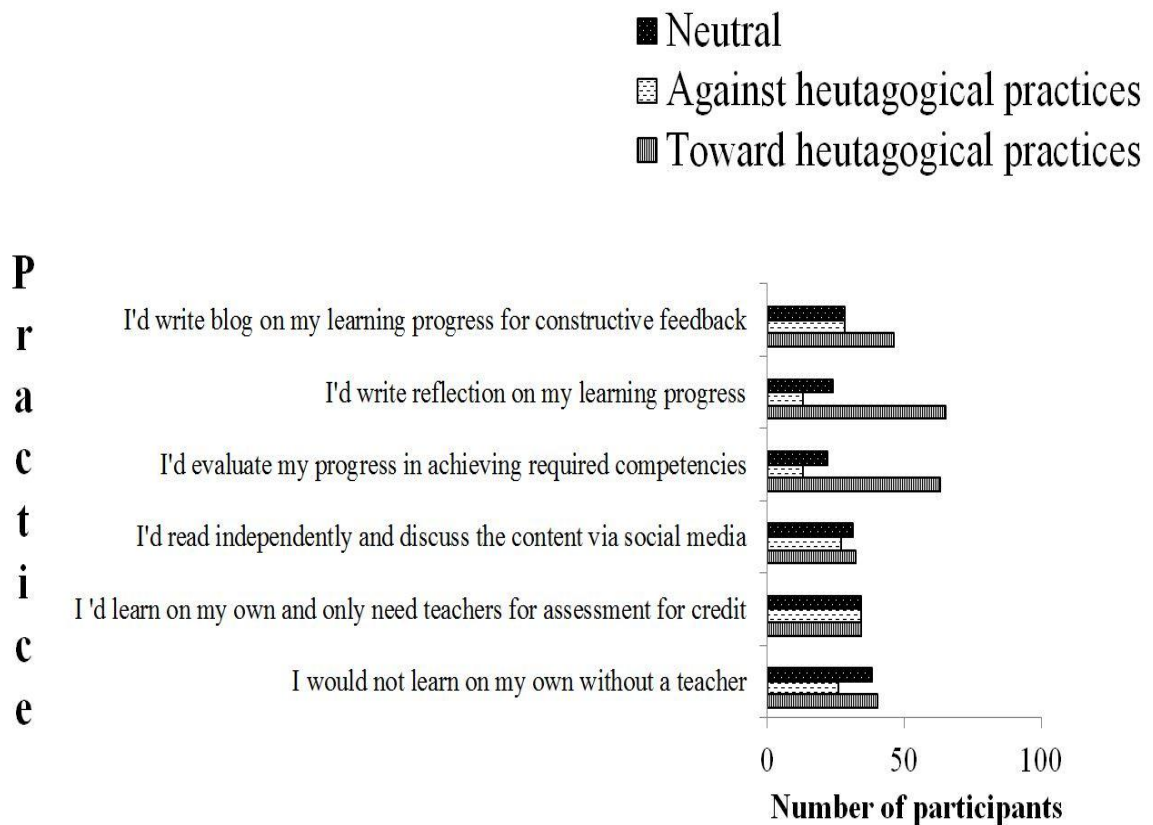 Neutral
Against heutagogical practices
Toward heutagogical practices
Practice
I'd write blog on my learning progress for constructive feedback
I'd write reflection on my learning progress
I'd evaluate my progress in achieving required competencies
I'd read independently and discuss the content via social media
I 'd learn on my own and only need teachers for assessment for credit
I would not learn on my own without a teacher
0 50 100
Number of participants